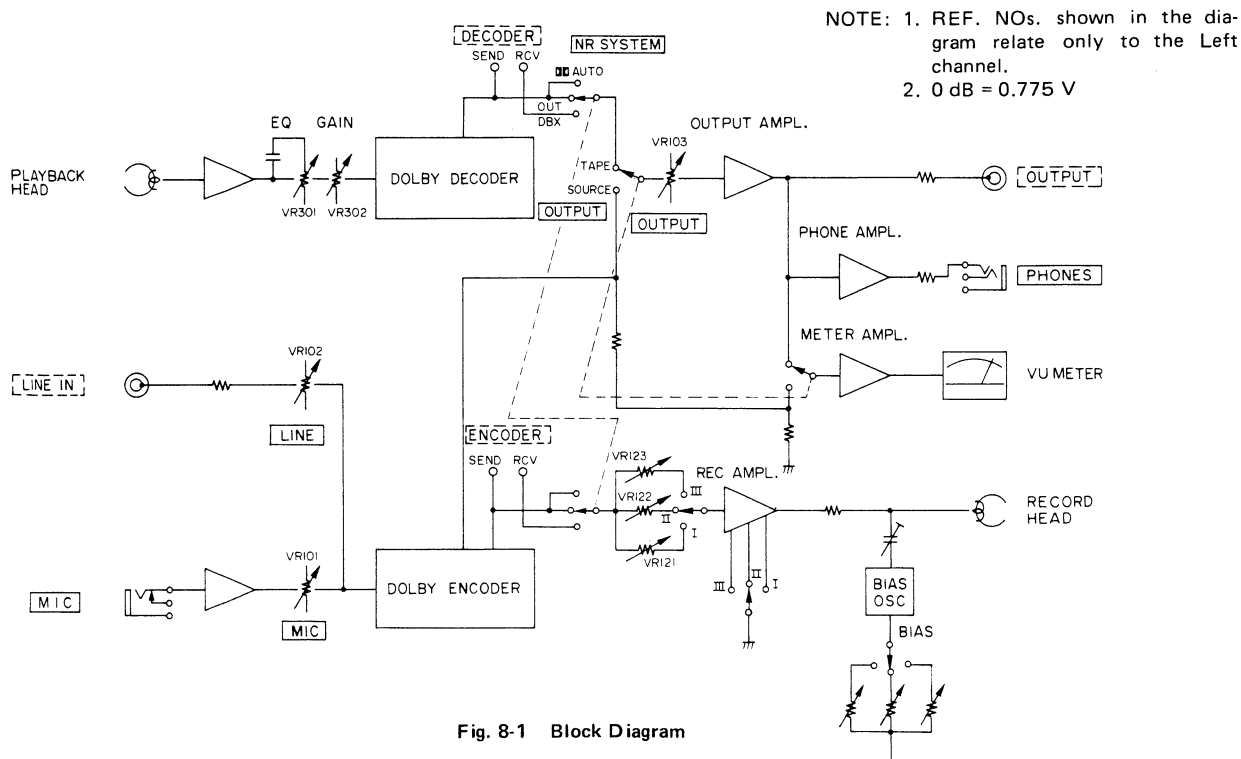 NOTE: 1. REF. NOs. shown in the dia-
gram relate only to the Left
channel.
2. 0 dB = 0.775 V
DECODER
SEND RCV
NR SYSTEM
AUTO
OUT
DBX
EQ GAIN
OUTPUT AMPL.
VR103
PLAYBACK
HEAD
VR301 VR302
DOLBY DECODER
TAPE
SOURCE
OUTPUT
OUTPUT
OUTPUT
PHONE AMPL.
PHONES
METER AMPL.
VU METER
LINE IN
VR102
LINE
ENCODER
SEND RCV
VR123
VR122
VR121
III
II
I
REC AMPL.
III
II
I
RECORD
HEAD
MIC
VR101
MIC
DOLBY ENCODER
BIAS
OSC
BIAS
Fig. 8-1 Block Diagram